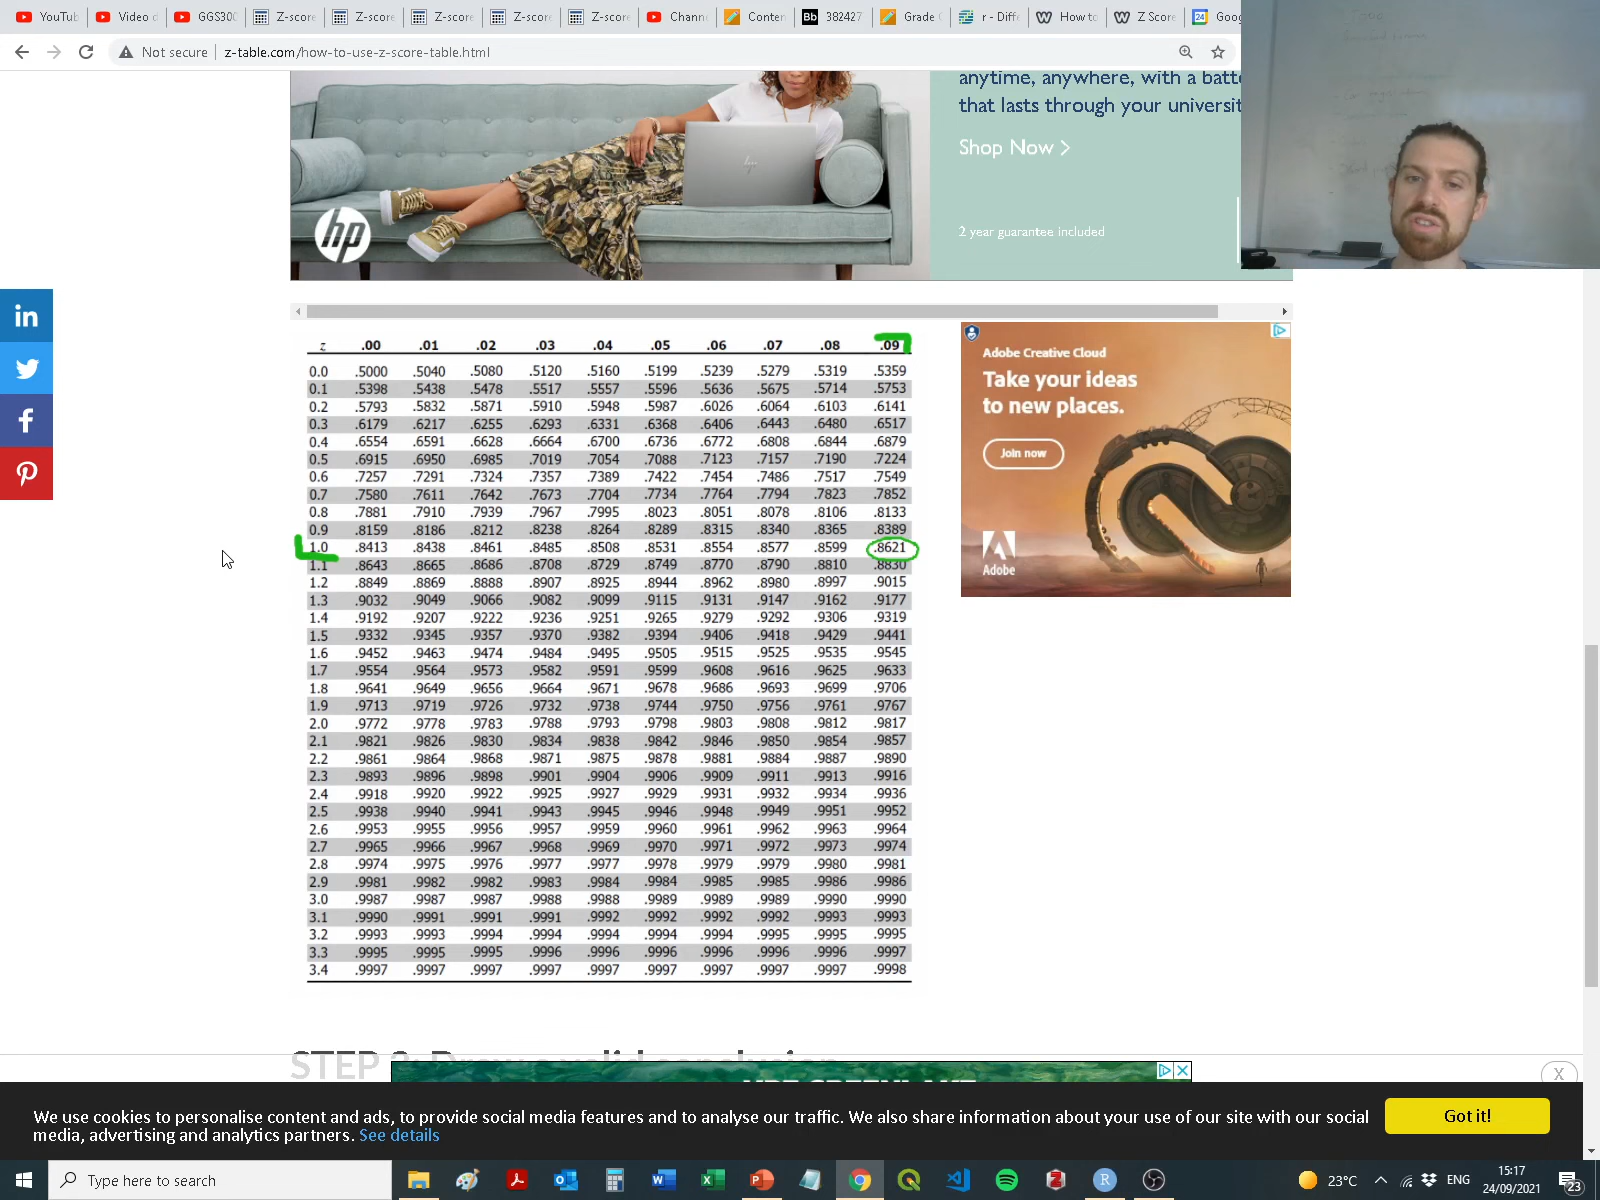 YouTu
Video d
GGS300
Z-score
Z-score
Z-score
Z-score
Z-score
Chann
Conten
Bb 382427
Grade
r - Diffe
How to
Z Score
24 Goog
Not secure | z-table.com/how-to-use-z-score-table.html
anytime, anywhere, with a batte
that lasts through your universit
Shop Now >
2 year guarantee included
hp
in
f
z .00 .01 .02 .03 .04 .05 .06 .07 .08 .09
0.0 .5000 .5040 .5080 .5120 .5160 .5199 .5239 .5279 .5319 .5359
0.1 .5398 .5438 .5478 .5517 .5557 .5596 .5636 .5675 .5714 .5753
0.2 .5793 .5832 .5871 .5910 .5948 .5987 .6026 .6064 .6103 .6141
0.3 .6179 .6217 .6255 .6293 .6331 .6368 .6406 .6443 .6480 .6517
0.4 .6554 .6591 .6628 .6664 .6700 .6736 .6772 .6808 .6844 .6879
0.5 .6915 .6950 .6985 .7019 .7054 .7088 .7123 .7157 .7190 .7224
0.6 .7257 .7291 .7324 .7357 .7389 .7422 .7454 .7486 .7517 .7549
0.7 .7580 .7611 .7642 .7673 .7704 .7734 .7764 .7794 .7823 .7852
0.8 .7881 .7910 .7939 .7967 .7995 .8023 .8051 .8078 .8106 .8133
0.9 .8159 .8186 .8212 .8238 .8264 .8289 .8315 .8340 .8365 .8389
1.0 .8413 .8438 .8461 .8485 .8508 .8531 .8554 .8577 .8599 .8621
1.1 .8643 .8665 .8686 .8708 .8729 .8749 .8770 .8790 .8810 .8830
1.2 .8849 .8869 .8888 .8907 .8925 .8944 .8962 .8980 .8997 .9015
1.3 .9032 .9049 .9066 .9082 .9099 .9115 .9131 .9147 .9162 .9177
1.4 .9192 .9207 .9222 .9236 .9251 .9265 .9279 .9292 .9306 .9319
1.5 .9332 .9345 .9357 .9370 .9382 .9394 .9406 .9418 .9429 .9441
1.6 .9452 .9463 .9474 .9484 .9495 .9505 .9515 .9525 .9535 .9545
1.7 .9554 .9564 .9573 .9582 .9591 .9599 .9608 .9616 .9625 .9633
1.8 .9641 .9649 .9656 .9664 .9671 .9678 .9686 .9693 .9699 .9706
1.9 .9713 .9719 .9726 .9732 .9738 .9744 .9750 .9756 .9761 .9767
2.0 .9772 .9778 .9783 .9788 .9793 .9798 .9803 .9808 .9812 .9817
2.1 .9821 .9826 .9830 .9834 .9838 .9842 .9846 .9850 .9854 .9857
2.2 .9861 .9864 .9868 .9871 .9875 .9878 .9881 .9884 .9887 .9890
2.3 .9893 .9896 .9898 .9901 .9904 .9906 .9909 .9911 .9913 .9916
2.4 .9918 .9920 .9922 .9925 .9927 .9929 .9931 .9932 .9934 .9936
2.5 .9938 .9940 .9941 .9943 .9945 .9946 .9948 .9949 .9951 .9952
2.6 .9953 .9955 .9956 .9957 .9959 .9960 .9961 .9962 .9963 .9964
2.7 .9965 .9966 .9967 .9968 .9969 .9970 .9971 .9972 .9973 .9974
2.8 .9974 .9975 .9976 .9977 .9977 .9978 .9979 .9979 .9980 .9981
2.9 .9981 .9982 .9982 .9983 .9984 .9984 .9985 .9985 .9986 .9986
3.0 .9987 .9987 .9987 .9988 .9988 .9989 .9989 .9989 .9990 .9990
3.1 .9990 .9991 .9991 .9991 .9992 .9992 .9992 .9992 .9993 .9993
3.2 .9993 .9993 .9994 .9994 .9994 .9994 .9994 .9995 .9995 .9995
3.3 .9995 .9995 .9995 .9996 .9996 .9996 .9996 .9996 .9996 .9997
3.4 .9997 .9997 .9997 .9997 .9997 .9997 .9997 .9997 .9997 .9998
Adobe Creative Cloud
Take your ideas
to new places.
Join now
Adobe
STEP
X
We use cookies to personalise content and ads, to provide social media features and to analyse our traffic. We also share information about your use of our site with our social
media, advertising and analytics partners. See details
Got it!
Type here to search
23°C
ENG
15:17
24/09/2021
23